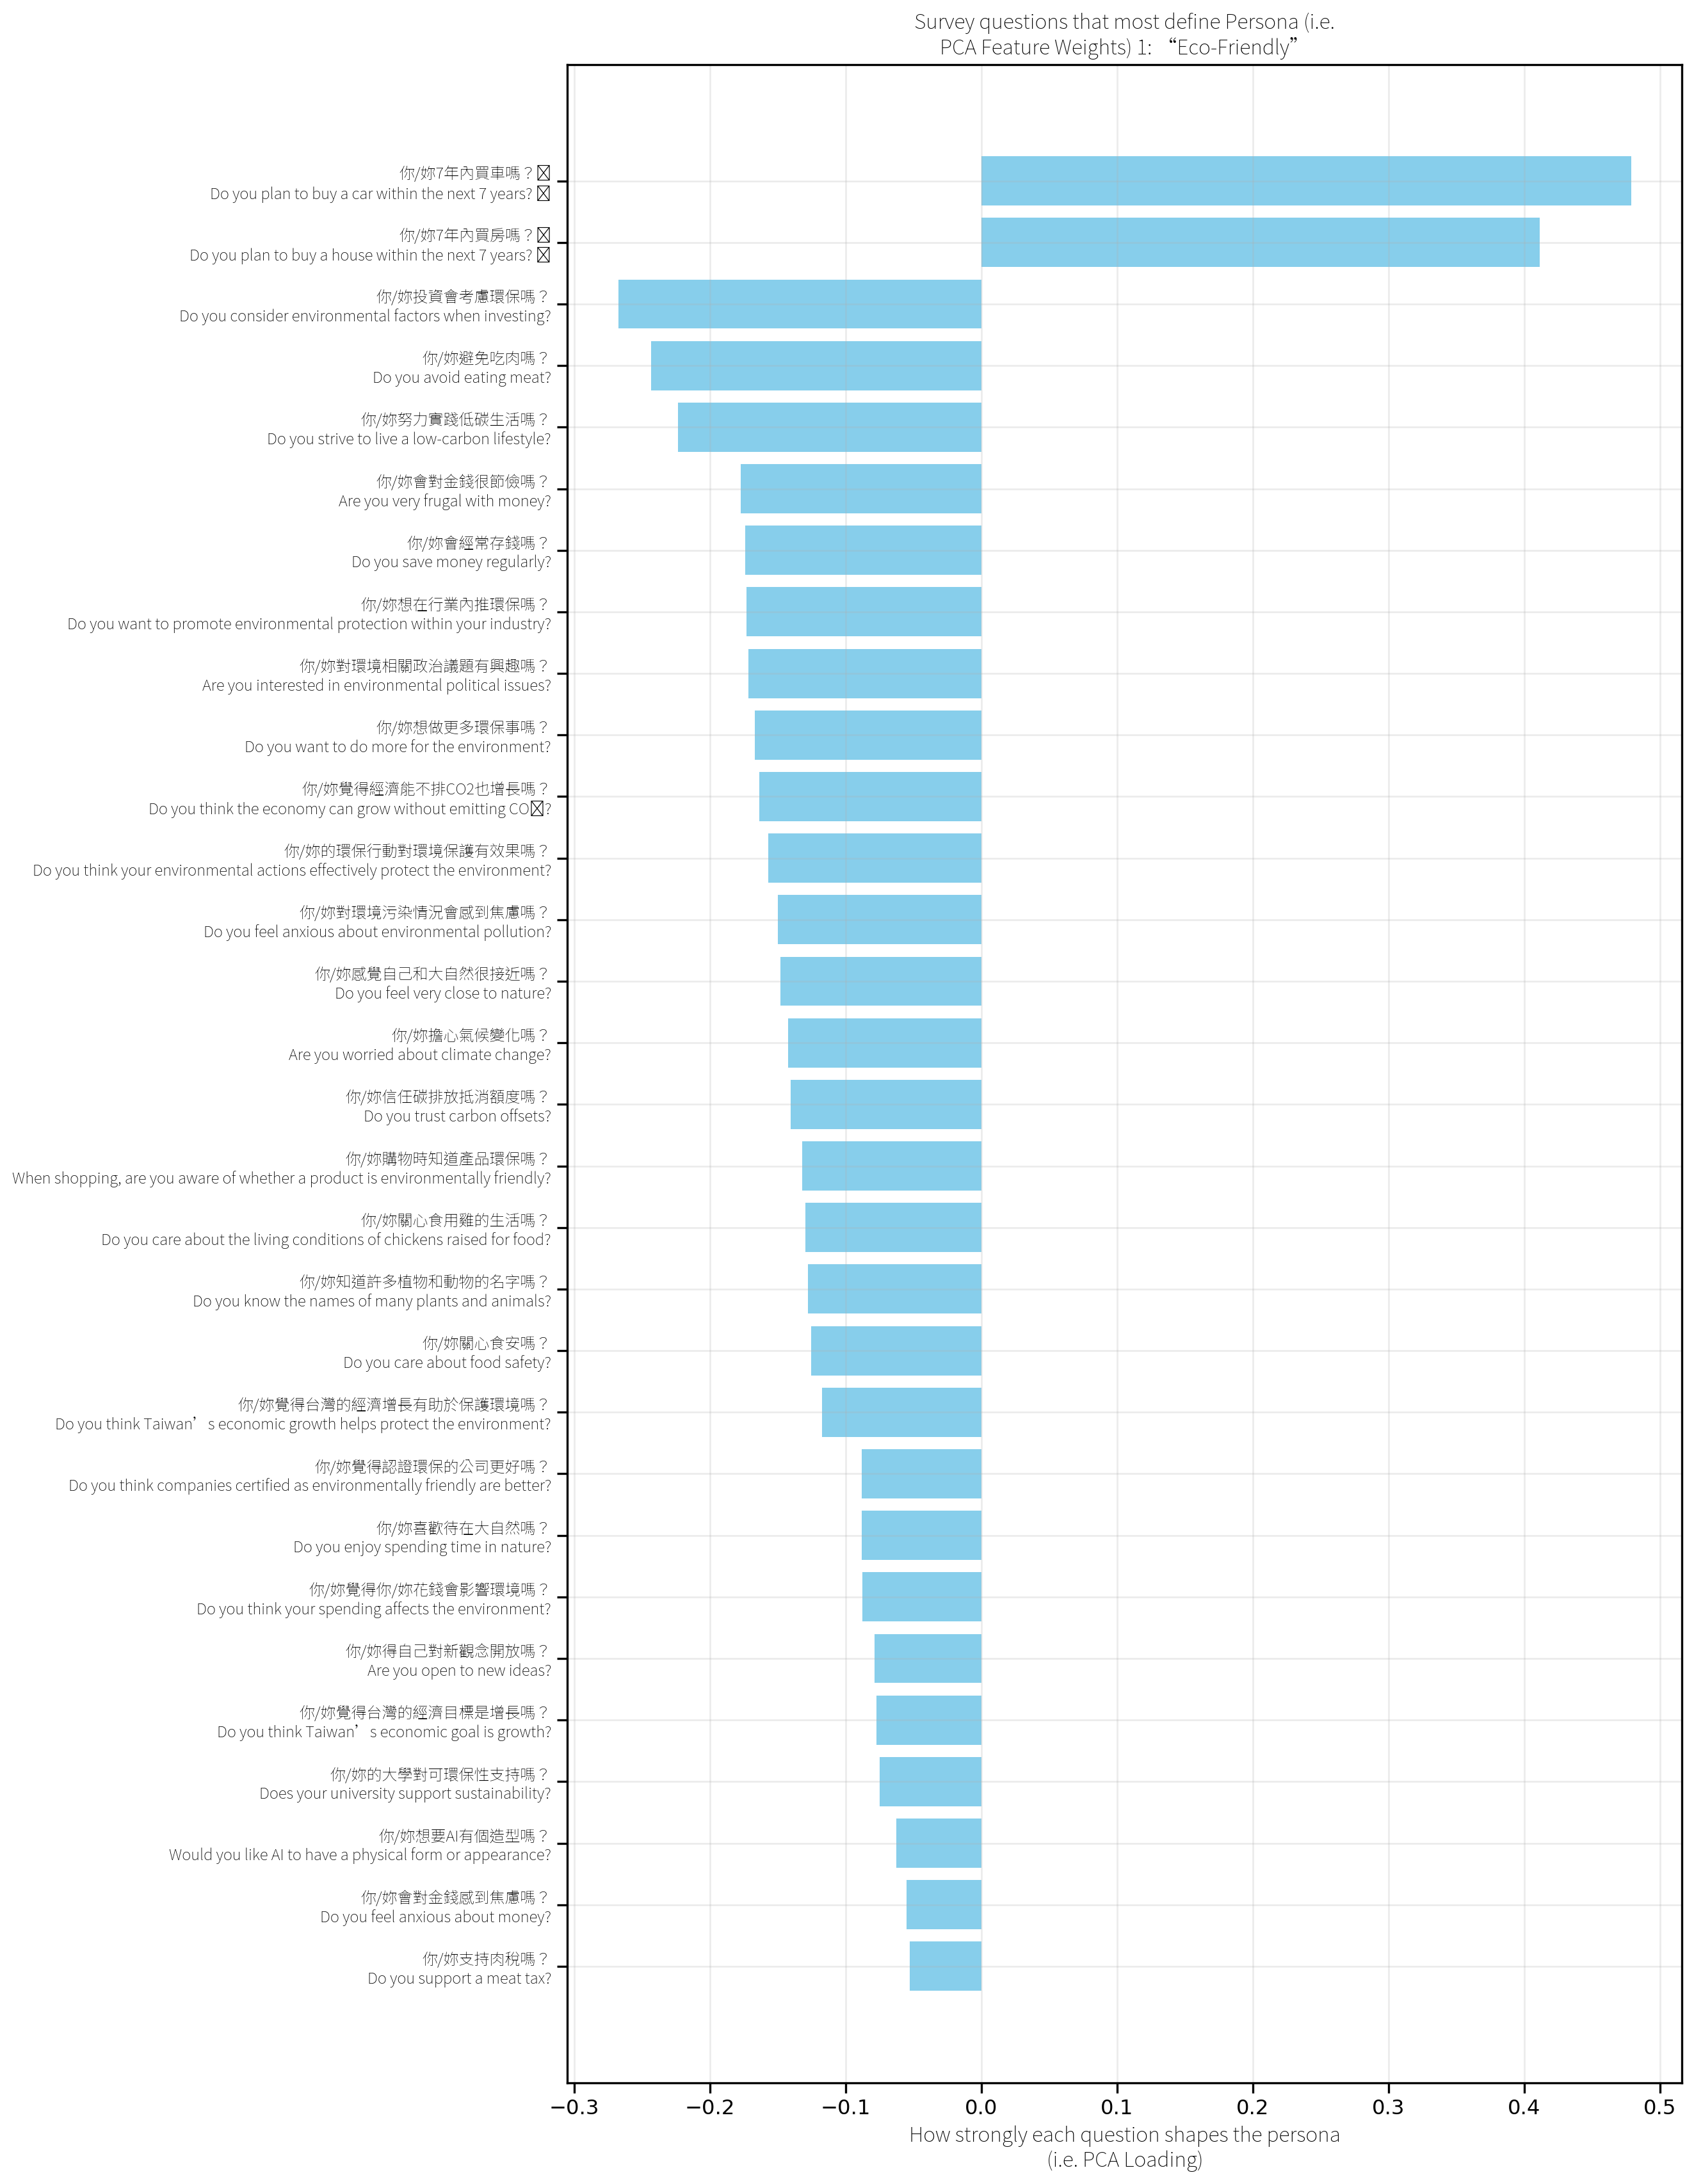 Survey questions that most define Persona (i.e.
PCA Feature Weights) 1: “Eco-Friendly”
你/妳7年內買車嗎？
Do you plan to buy a car within the next 7 years?
你/妳7年內買房嗎？
Do you plan to buy a house within the next 7 years?
你/妳投資會考慮環保嗎？
Do you consider environmental factors when investing?
你/妳避免吃肉嗎？
Do you avoid eating meat?
你/妳努力實踐低碳生活嗎？
Do you strive to live a low-carbon lifestyle?
你/妳會對金錢很節儉嗎？
Are you very frugal with money?
你/妳會經常存錢嗎？
Do you save money regularly?
你/妳想在行業內推環保嗎？
Do you want to promote environmental protection within your industry?
你/妳對環境相關政治議題有興趣嗎？
Are you interested in environmental political issues?
你/妳想做更多環保事嗎？
Do you want to do more for the environment?
你/妳覺得經濟能不排CO2也增長嗎？
Do you think the economy can grow without emitting CO?
你/妳的環保行動對環境保護有效果嗎？
Do you think your environmental actions effectively protect the environment?
你/妳對環境污染情況會感到焦慮嗎？
Do you feel anxious about environmental pollution?
你/妳感覺自己和大自然很接近嗎？
Do you feel very close to nature?
你/妳擔心氣候變化嗎？
Are you worried about climate change?
你/妳信任碳排放抵消額度嗎？
Do you trust carbon offsets?
你/妳購物時知道產品環保嗎？
When shopping, are you aware of whether a product is environmentally friendly?
你/妳關心食用雞的生活嗎？
Do you care about the living conditions of chickens raised for food?
你/妳知道許多植物和動物的名字嗎？
Do you know the names of many plants and animals?
你/妳關心食安嗎？
Do you care about food safety?
你/妳覺得台灣的經濟增長有助於保護環境嗎？
Do you think Taiwan’s economic growth helps protect the environment?
你/妳覺得認證環保的公司更好嗎？
Do you think companies certified as environmentally friendly are better?
你/妳喜歡待在大自然嗎？
Do you enjoy spending time in nature?
你/妳覺得你/妳花錢會影響環境嗎？
Do you think your spending affects the environment?
你/妳得自己對新觀念開放嗎？
Are you open to new ideas?
你/妳覺得台灣的經濟目標是增長嗎？
Do you think Taiwan’s economic goal is growth?
你/妳的大學對可環保性支持嗎？
Does your university support sustainability?
你/妳想要AI有個造型嗎？
Would you like AI to have a physical form or appearance?
你/妳會對金錢感到焦慮嗎？
Do you feel anxious about money?
你/妳支持肉稅嗎？
Do you support a meat tax?
−0.3 −0.2 −0.1 0.0 0.1 0.2 0.3 0.4 0.5
How strongly each question shapes the persona
(i.e. PCA Loading)